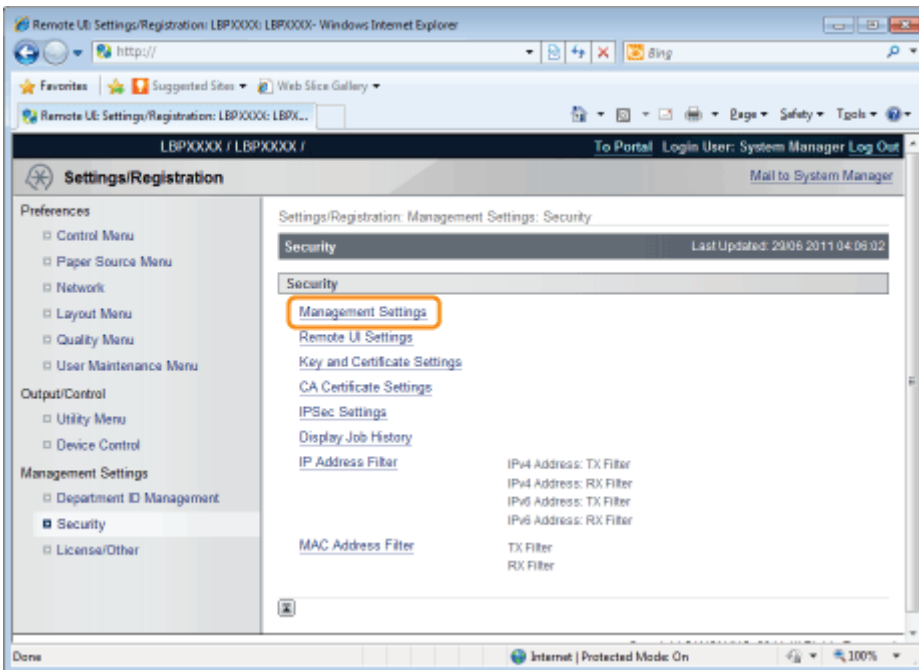 Remote UI: Settings/Registration: LBPXXXX: LBPXXXX- Windows Internet Explorer
http://
Bing
Favorites Suggested Sites Web Slice Gallery
Remote UI: Settings/Registration: LBPXXXX: LBPX...
Page Safety Tools
LBPXXXX / LBPXXXX /
To Portal Login User: System Manager Log Out
Settings/Registration
Mail to System Manager
Preferences
Control Menu
Paper Source Menu
Network
Layout Menu
Quality Menu
User Maintenance Menu
Output/Control
Utility Menu
Device Control
Management Settings
Department ID Management
Security
License/Other
Settings/Registration: Management Settings: Security
Security
Last Updated: 29/06 2011 04:06:02
Security
Management Settings
Remote UI Settings
Key and Certificate Settings
CA Certificate Settings
IPSec Settings
Display Job History
IP Address Filter
IPv4 Address: TX Filter
IPv4 Address: RX Filter
IPv6 Address: TX Filter
IPv6 Address: RX Filter
MAC Address Filter
TX Filter
RX Filter
Done
Internet | Protected Mode: On
100%